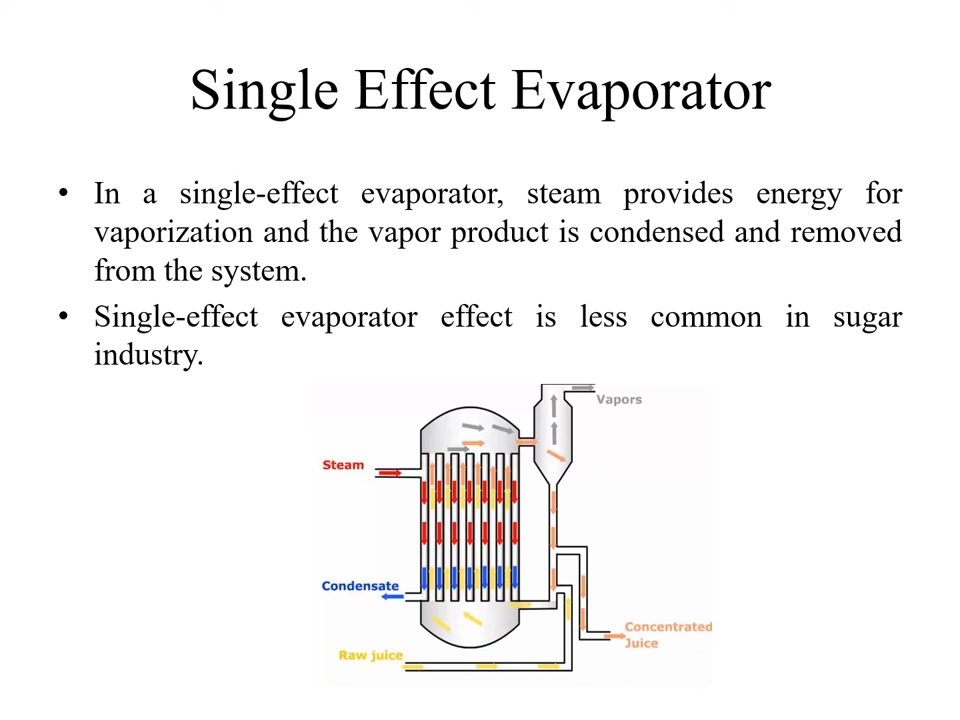 Single Effect Evaporator
• In a single-effect evaporator, steam provides energy for
vaporization and the vapor product is condensed and removed
from the system.
• Single-effect evaporator effect is less common in sugar
industry.
Vapors
Steam
Condensate
Concentrated
Juice
Raw juice